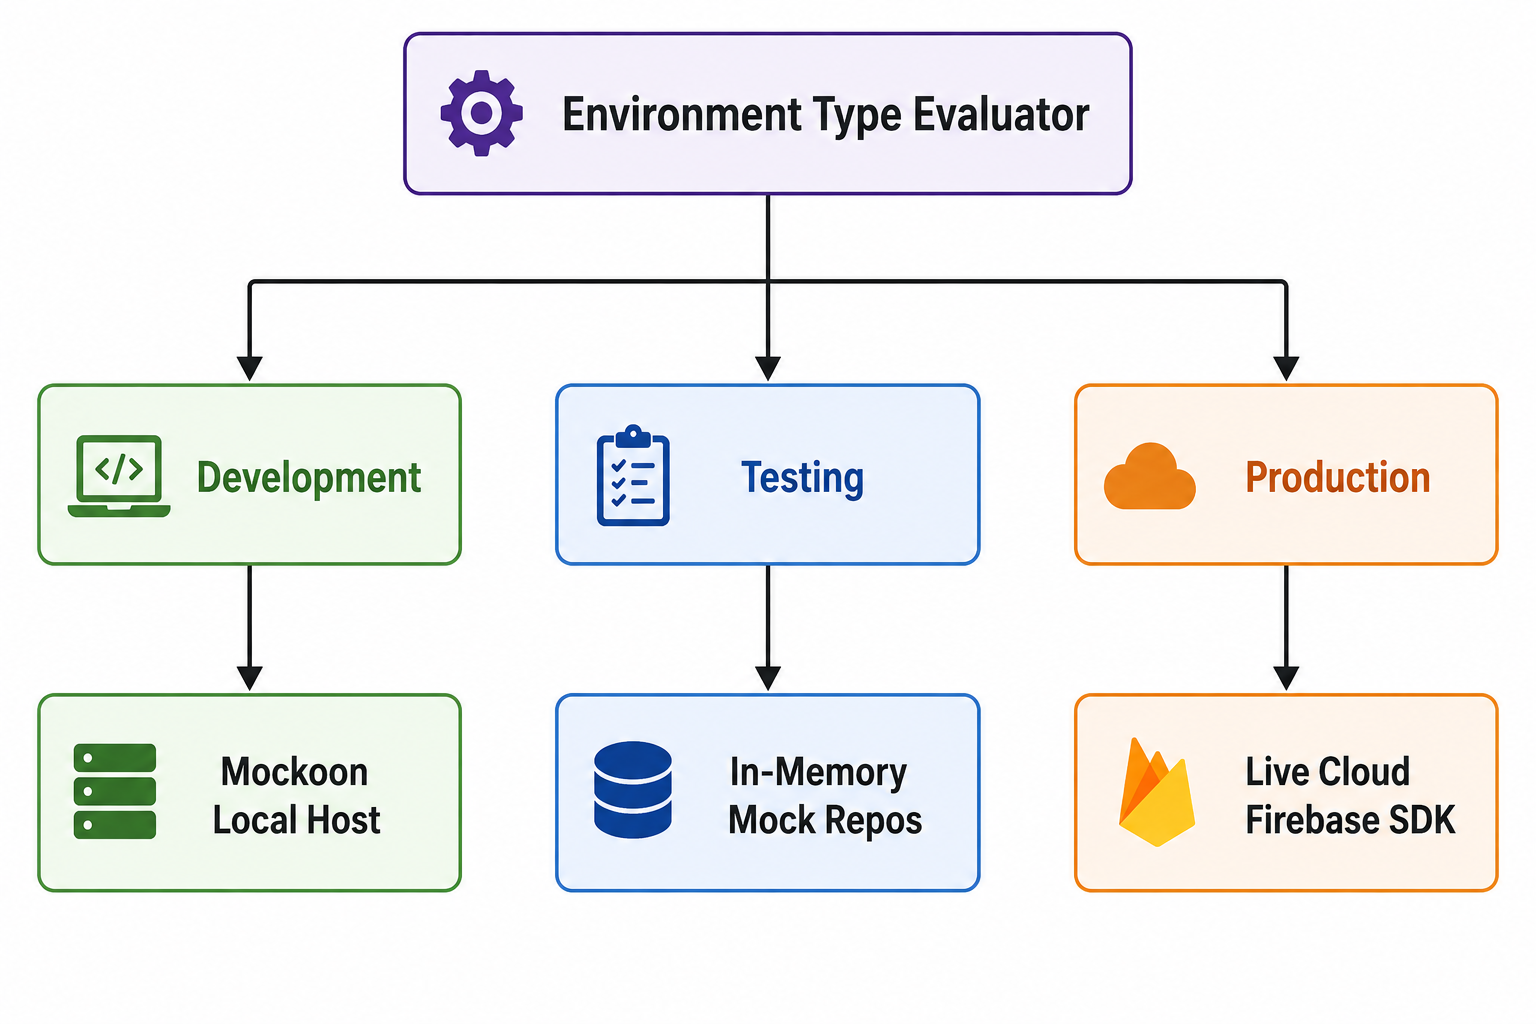 Environment Type Evaluator
Development
Testing
Production
Mockoon
Local Host
In-Memory
Mock Repos
Live Cloud
Firebase SDK